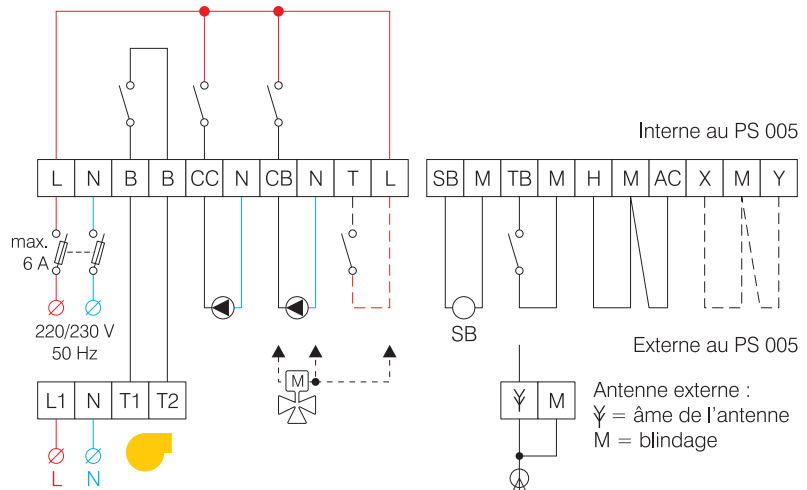 Interne au PS 005
L N B B CC N CB N T L SB M TB M H M AC X M Y
max.
6 A
220/230 V
50 Hz
SB
Externe au PS 005
M
L1 N T1 T2
M
Antenne externe :
= âme de l'antenne
M = blindage
L N